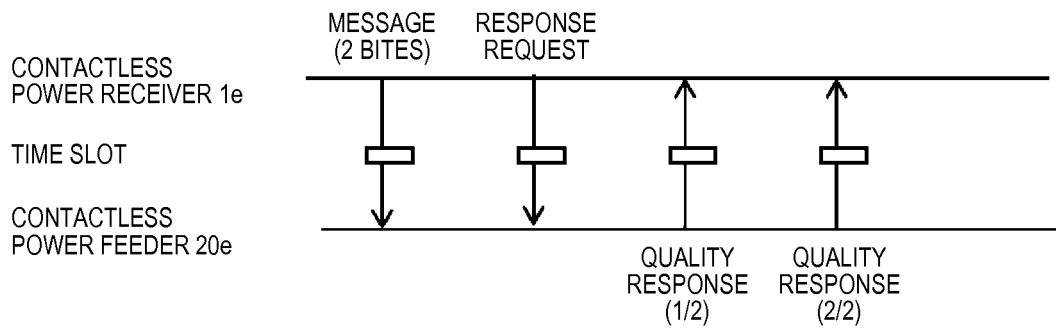 MESSAGE
(2 BITES)
RESPONSE
REQUEST
CONTACTLESS
POWER RECEIVER 1e
TIME SLOT
CONTACTLESS
POWER FEEDER 20e
QUALITY
RESPONSE
(1/2)
QUALITY
RESPONSE
(2/2)